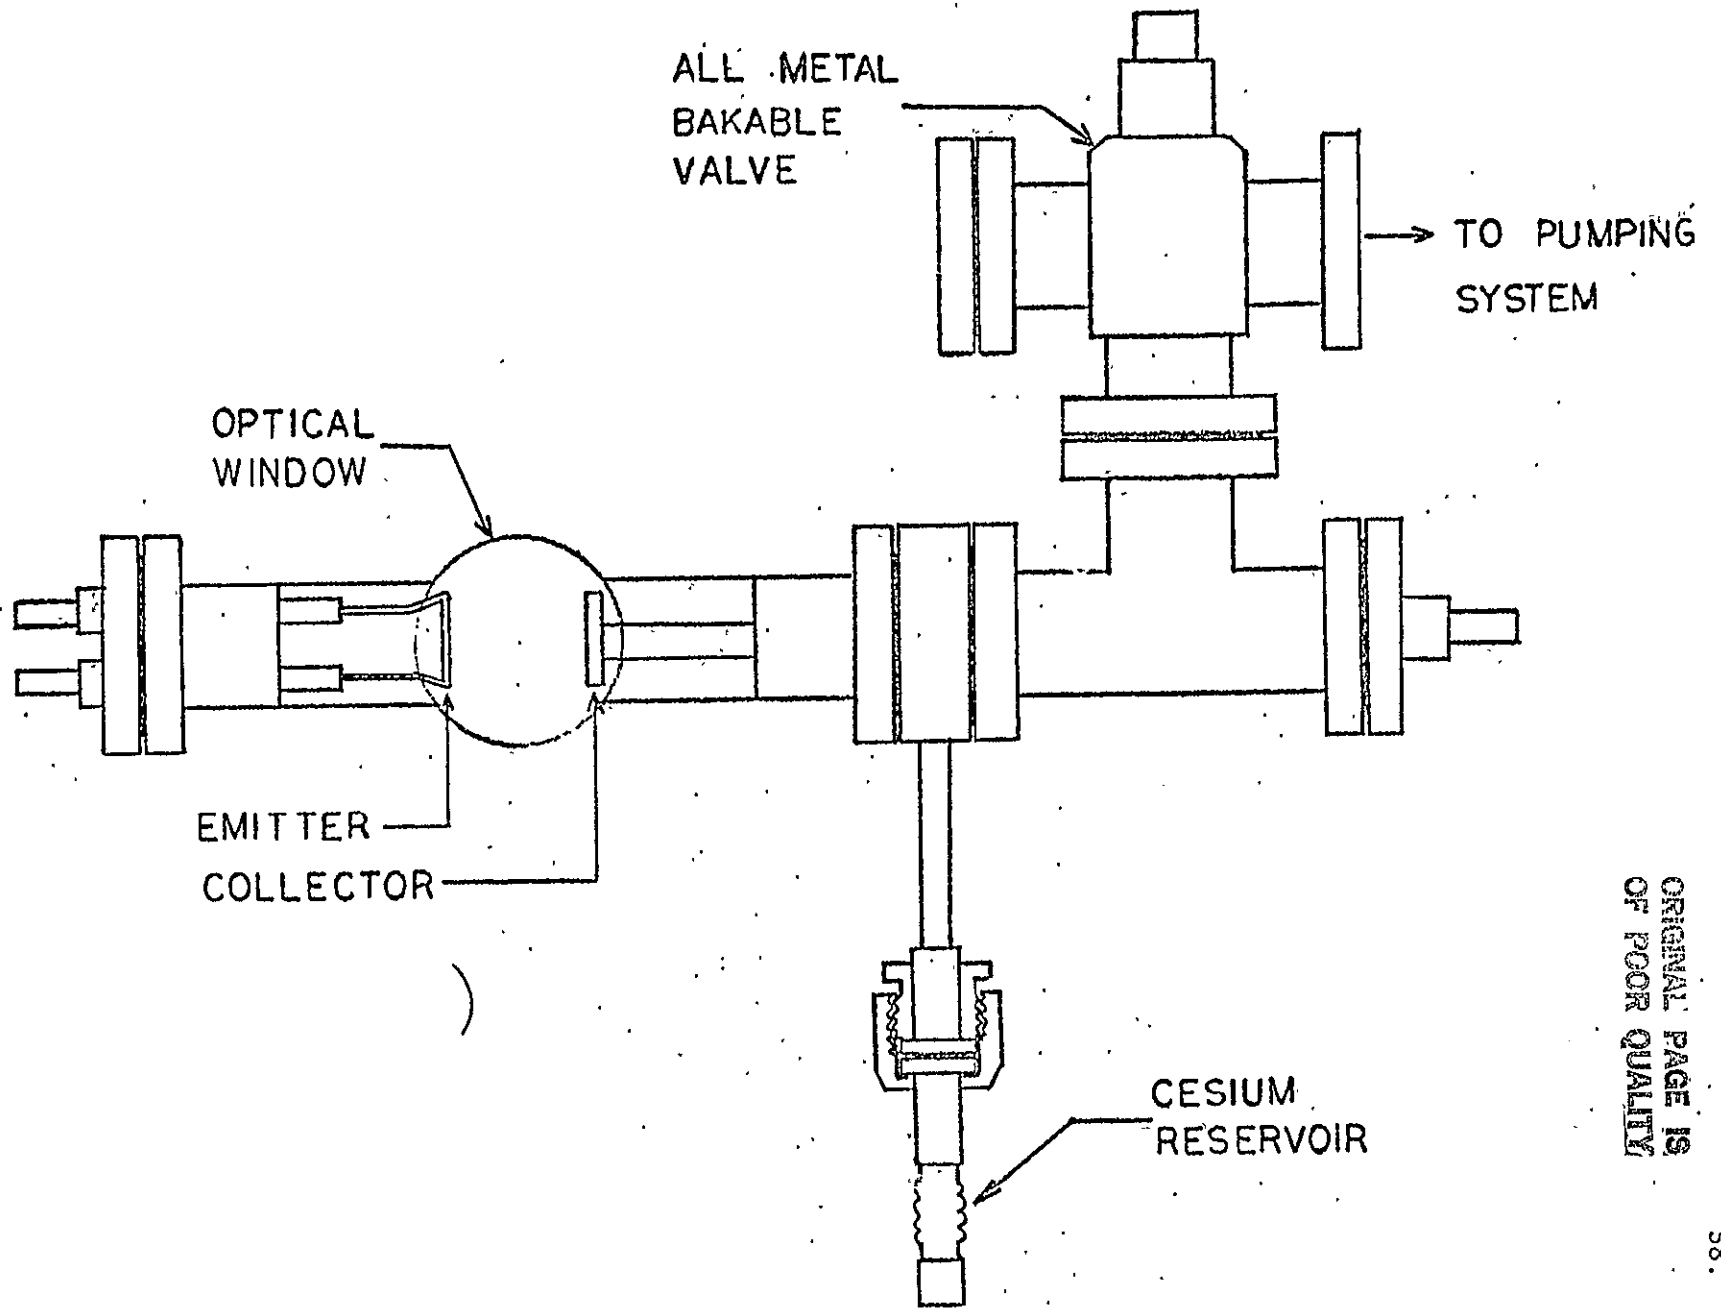 ALL METAL
BAKABLE
VALVE
TO PUMPING
SYSTEM
OPTICAL
WINDOW
EMITTER
COLLECTOR
CESIUM
RESERVOIR
ORIGINAL PAGE IS
OF POOR QUALITY